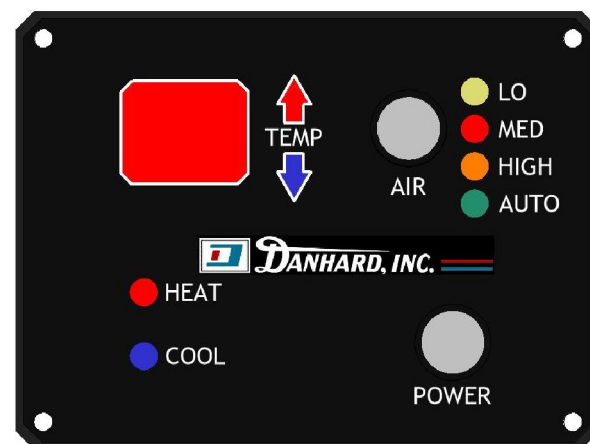 LO
TEMP
MED
HIGH
AIR
AUTO
DANHARD, INC.
HEAT
COOL
POWER